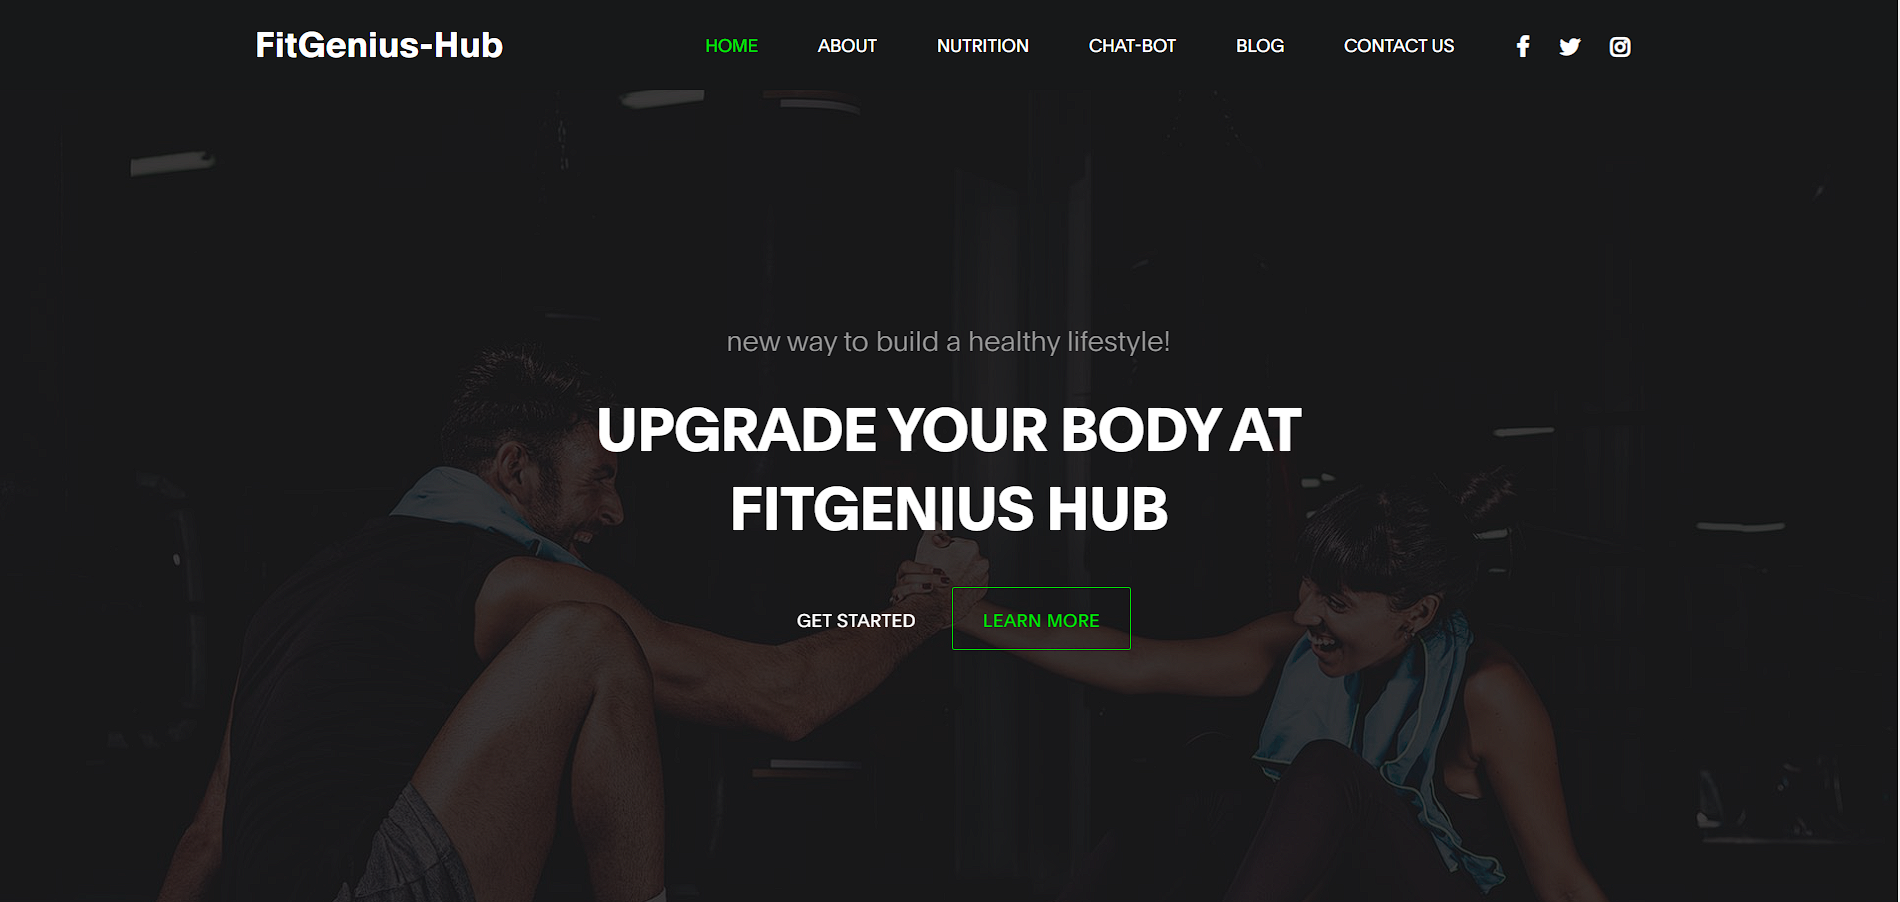 FitGenius-Hub
HOME ABOUT NUTRITION CHAT-BOT BLOG CONTACT US
new way to build a healthy lifestyle!
UPGRADE YOUR BODY AT
FITGENIUS HUB
GET STARTED LEARN MORE